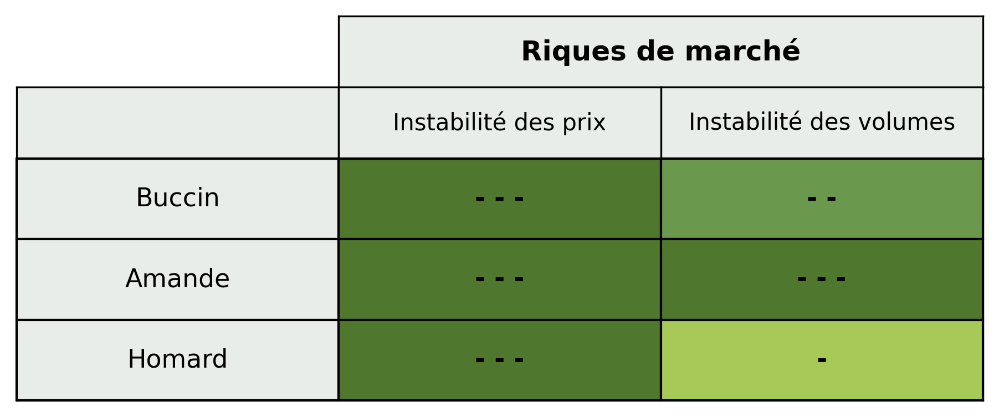 Riques de marché
Instabilité des prix Instabilité des volumes
Buccin - - - - -
Amande - - - - - -
Homard - - - -